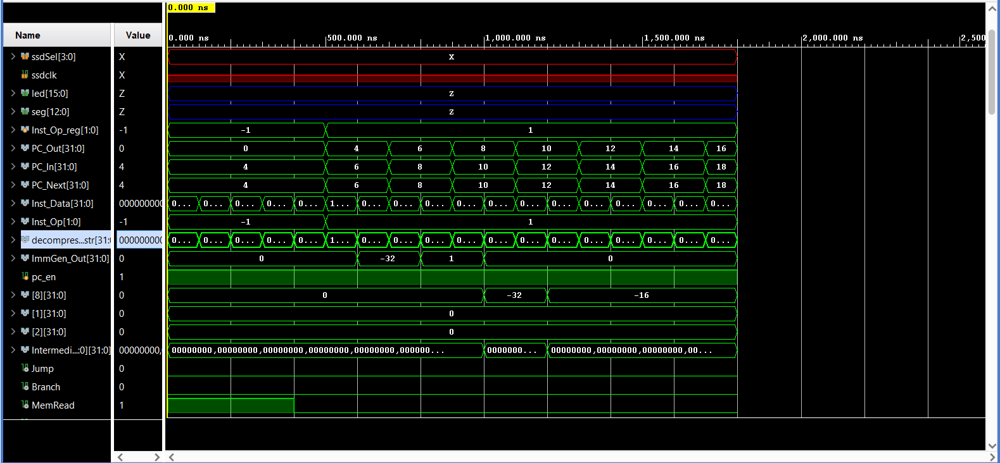 0.000 ns
Name Value
0.000 ns 500.000 ns 1,000.000 ns 1,500.000 ns 2,000.000 ns 2,500
ssdSel[3:0] X X
ssdclk X
led[15:0] Z Z
seg[12:0] Z Z
Inst_Op_reg[1:0] -1 -1 1
PC_Out[31:0] 0 0 4 6 8 10 12 14 16
PC_In[31:0] 4 4 6 8 10 12 14 16 18
PC_Next[31:0] 4 4 6 8 10 12 14 16 18
Inst_Data[31:0] 000000000 0... 0... 0... 0... 0... 1... 0... 0... 0... 0... 0... 0... 0... 0... 0... 0... 0... 0...
Inst_Op[1:0] -1 -1 1
decompres...str[31:0 000000000 0... 0... 0... 0... 0... 1... 0... 0... 0... 0... 0... 0... 0... 0... 0... 0... 0... 0...
ImmGen_Out[31:0] 0 0 -32 1 0
pc_en 1
[8][31:0] 0 0 -32 -16
[1][31:0] 0 0
[2][31:0] 0 0
Intermedi...:0][31:0] 00000000, 00000000,00000000,00000000,00000000,00000000,000000... 0000000... 00000000,00000000,00000000,00...
Jump 0
Branch 0
MemRead 1